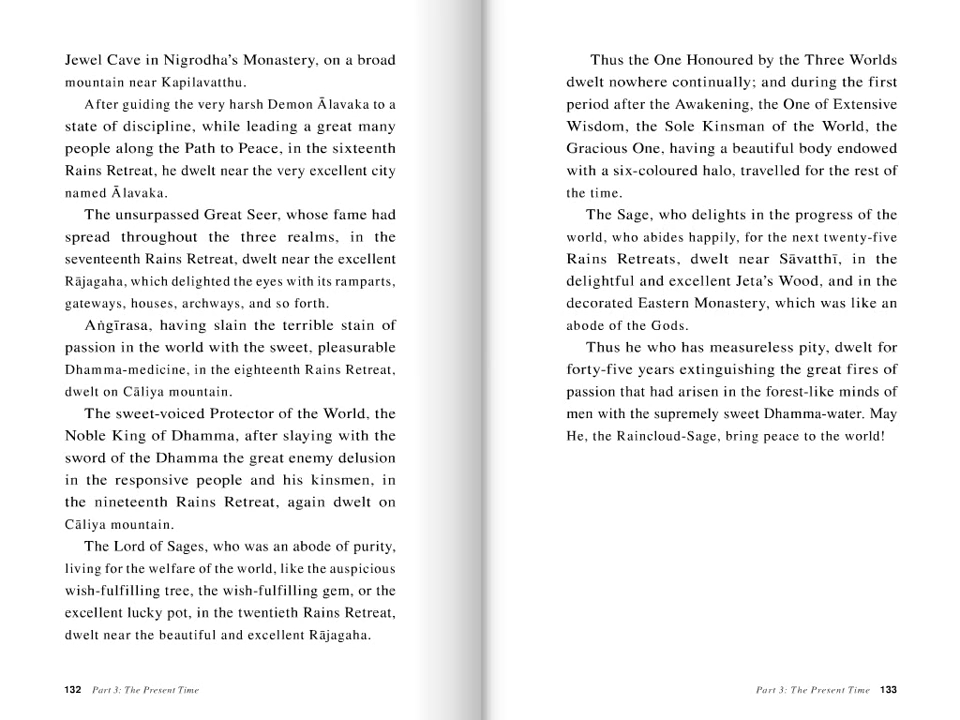 Jewel Cave in Nigrodha's Monastery, on a broad
mountain near Kapilavatthu.
After guiding the very harsh Demon Āḷavaka to a
state of discipline, while leading a great many
people along the Path to Peace, in the sixteenth
Rains Retreat, he dwelt near the very excellent city
named Āḷavaka.
The unsurpassed Great Seer, whose fame had
spread throughout the three realms, in the
seventeenth Rains Retreat, dwelt near the excellent
Rājagaha, which delighted the eyes with its ramparts,
gateways, houses, archways, and so forth.
Aṅgīrasa, having slain the terrible stain of
passion in the world with the sweet, pleasurable
Dhamma-medicine, in the eighteenth Rains Retreat,
dwelt on Cāliya mountain.
The sweet-voiced Protector of the World, the
Noble King of Dhamma, after slaying with the
sword of the Dhamma the great enemy delusion
in the responsive people and his kinsmen, in
the nineteenth Rains Retreat, again dwelt on
Cāliya mountain.
The Lord of Sages, who was an abode of purity,
living for the welfare of the world, like the auspicious
wish-fulfilling tree, the wish-fulfilling gem, or the
excellent lucky pot, in the twentieth Rains Retreat,
dwelt near the beautiful and excellent Rājagaha.
132 Part 3: The Present Time
Thus the One Honoured by the Three Worlds
dwelt nowhere continually; and during the first
period after the Awakening, the One of Extensive
Wisdom, the Sole Kinsman of the World, the
Gracious One, having a beautiful body endowed
with a six-coloured halo, travelled for the rest of
the time.
The Sage, who delights in the progress of the
world, who abides happily, for the next twenty-five
Rains Retreats, dwelt near Sāvatthī, in the
delightful and excellent Jeta's Wood, and in the
decorated Eastern Monastery, which was like an
abode of the Gods.
Thus he who has measureless pity, dwelt for
forty-five years extinguishing the great fires of
passion that had arisen in the forest-like minds of
men with the supremely sweet Dhamma-water. May
He, the Raincloud-Sage, bring peace to the world!
Part 3: The Present Time 133